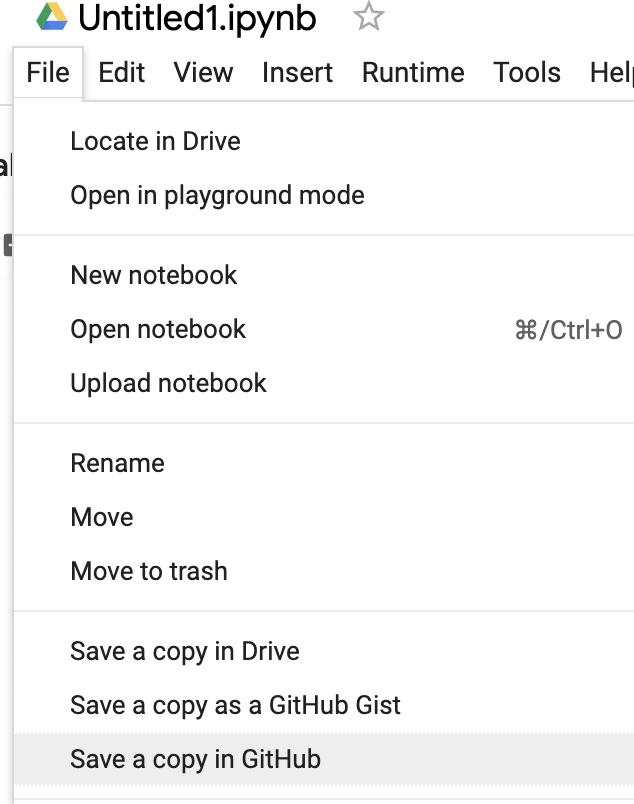 Untitled1.ipynb
File Edit View Insert Runtime Tools
Locate in Drive
Open in playground mode
New notebook
Open notebook ⌘/Ctrl+O
Upload notebook
Rename
Move
Move to trash
Save a copy in Drive
Save a copy as a GitHub Gist
Save a copy in GitHub